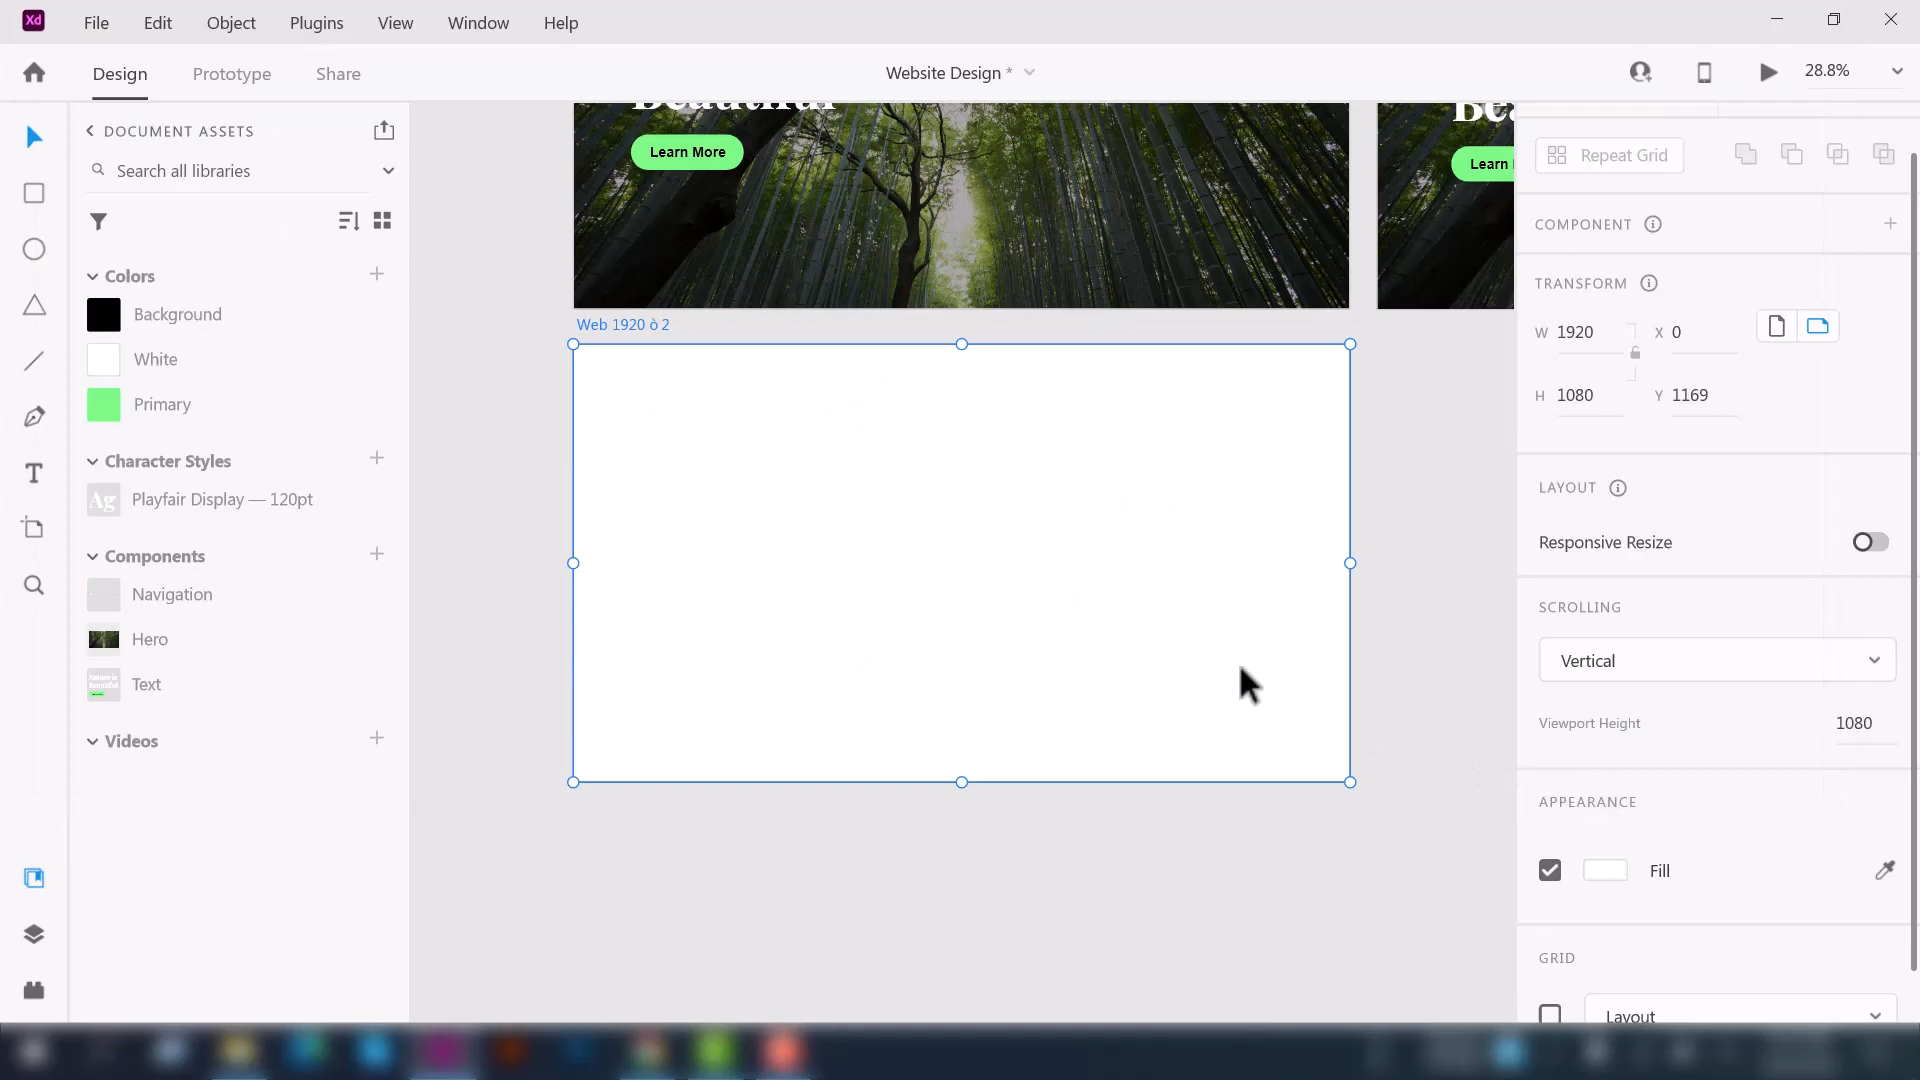 Xd File Edit Object Plugins View Window Help
Design Prototype Share Website Design * 28.8%
DOCUMENT ASSETS
Search all libraries
Colors
Background
White
Primary
Character Styles
Ag Playfair Display — 120pt
Components
Navigation
Hero
Text
Videos
Beautiful
Learn More
Web 1920 ò 2
Repeat Grid
COMPONENT
TRANSFORM
W 1920 X 0
H 1080 Y 1169
LAYOUT
Responsive Resize
SCROLLING
Vertical
Viewport Height 1080
APPEARANCE
Fill
GRID
Layout